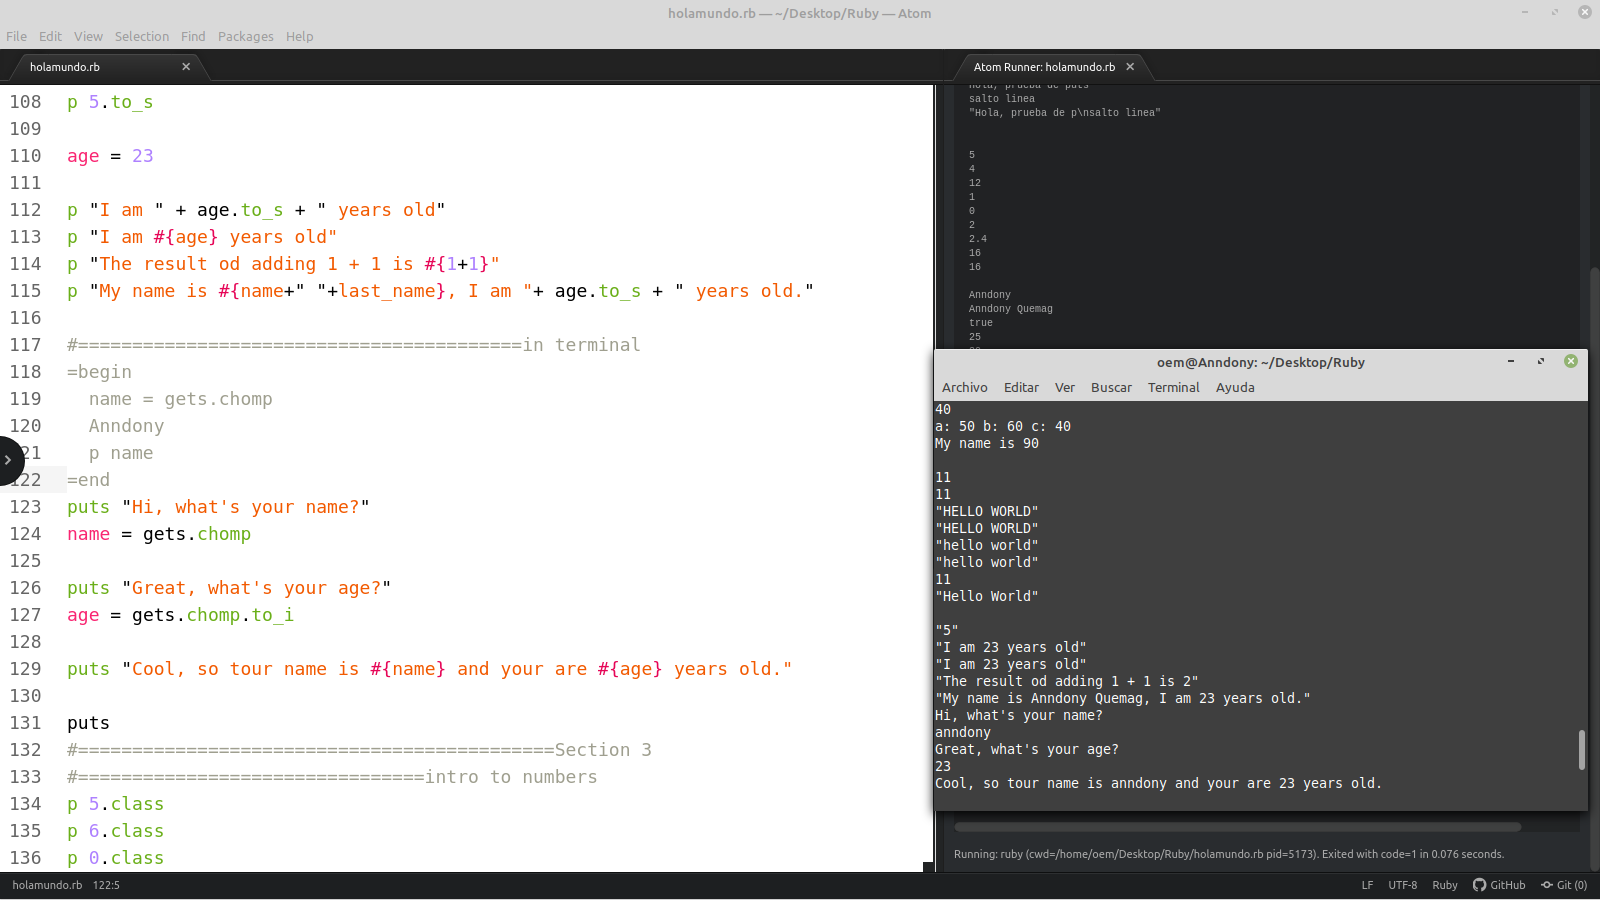 holamundo.rb — ~/Desktop/Ruby — Atom
File Edit View Selection Find Packages Help
holamundo.rb
108 p 5.to_s
109
110 age = 23
111
112 p "I am " + age.to_s + " years old"
113 p "I am #{age} years old"
114 p "The result od adding 1 + 1 is #{1+1}"
115 p "My name is #{name+" "+last_name}, I am "+ age.to_s + " years old."
116
117 #=========================================in terminal
118 =begin
119 name = gets.chomp
120 Anndony
21 p name
122 =end
123 puts "Hi, what's your name?"
124 name = gets.chomp
125
126 puts "Great, what's your age?"
127 age = gets.chomp.to_i
128
129 puts "Cool, so tour name is #{name} and your are #{age} years old."
130
131 puts
132 #============================================Section 3
133 #================================intro to numbers
134 p 5.class
135 p 6.class
136 p 0.class
Atom Runner: holamundo.rb
Hola, prueba de puts
salto linea
"Hola, prueba de p\nsalto linea"
5
4
12
1
0
2
2.4
16
16
Anndony
Anndony Quemag
true
25
oem@Anndony: ~/Desktop/Ruby
Archivo Editar Ver Buscar Terminal Ayuda
40
a: 50 b: 60 c: 40
My name is 90
11
11
"HELLO WORLD"
"HELLO WORLD"
"hello world"
"hello world"
11
"Hello World"
"5"
"I am 23 years old"
"I am 23 years old"
"The result od adding 1 + 1 is 2"
"My name is Anndony Quemag, I am 23 years old."
Hi, what's your name?
anndony
Great, what's your age?
23
Cool, so tour name is anndony and your are 23 years old.
Running: ruby (cwd=/home/oem/Desktop/Ruby/holamundo.rb pid=5173). Exited with code=1 in 0.076 seconds.
holamundo.rb 122:5
LF UTF-8 Ruby GitHub Git (0)